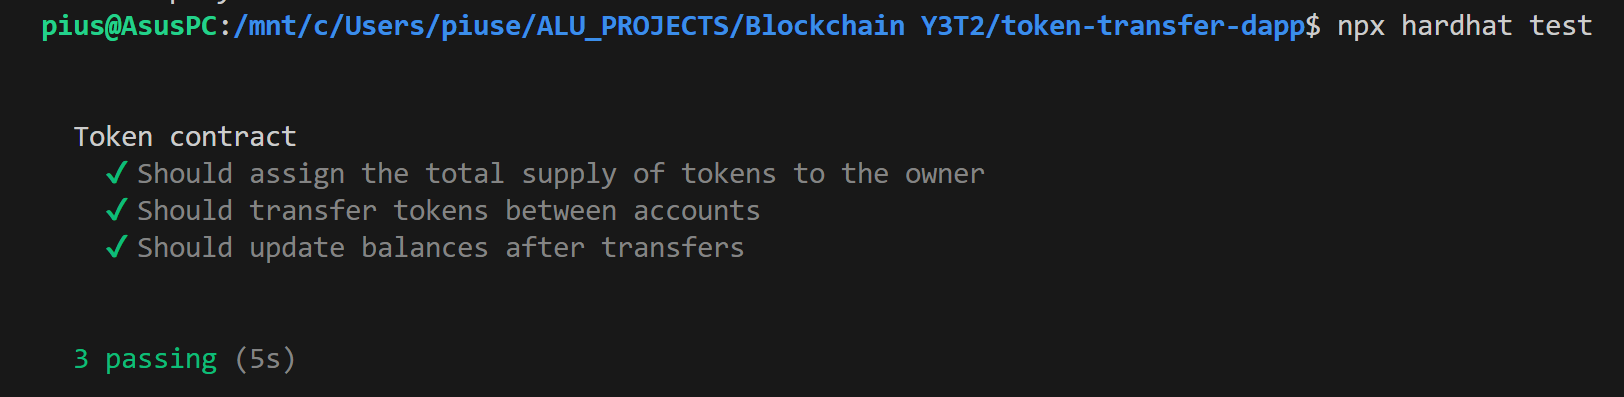 pius@AsusPC:/mnt/c/Users/piuse/ALU_PROJECTS/Blockchain Y3T2/token-transfer-dapp$ npx hardhat test
Token contract
✓ Should assign the total supply of tokens to the owner
✓ Should transfer tokens between accounts
✓ Should update balances after transfers
3 passing (5s)